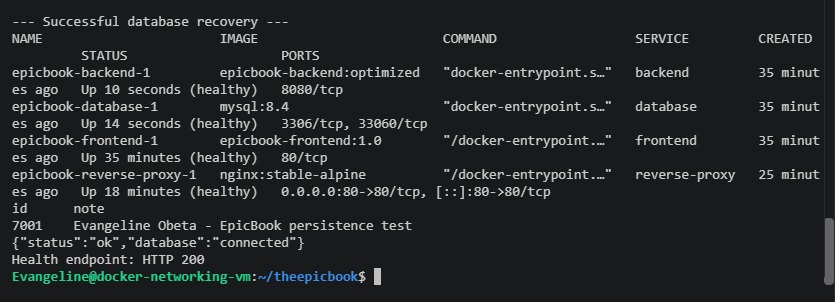 --- Successful database recovery ---
NAME                      IMAGE                       COMMAND                  SERVICE         CREATED
         STATUS                    PORTS
epicbook-backend-1        epicbook-backend:optimized  "docker-entrypoint.s…"   backend         35 minut
es ago   Up 10 seconds (healthy)   8080/tcp
epicbook-database-1       mysql:8.4                   "docker-entrypoint.s…"   database        35 minut
es ago   Up 14 seconds (healthy)   3306/tcp, 33060/tcp
epicbook-frontend-1       epicbook-frontend:1.0       "/docker-entrypoint.…"   frontend        35 minut
es ago   Up 35 minutes (healthy)   80/tcp
epicbook-reverse-proxy-1  nginx:stable-alpine         "/docker-entrypoint.…"   reverse-proxy   25 minut
es ago   Up 18 minutes (healthy)   0.0.0.0:80->80/tcp, [::]:80->80/tcp
id      note
7001    Evangeline Obeta - EpicBook persistence test
{"status":"ok","database":"connected"}
Health endpoint: HTTP 200
Evangeline@docker-networking-vm:~/theepicbook$